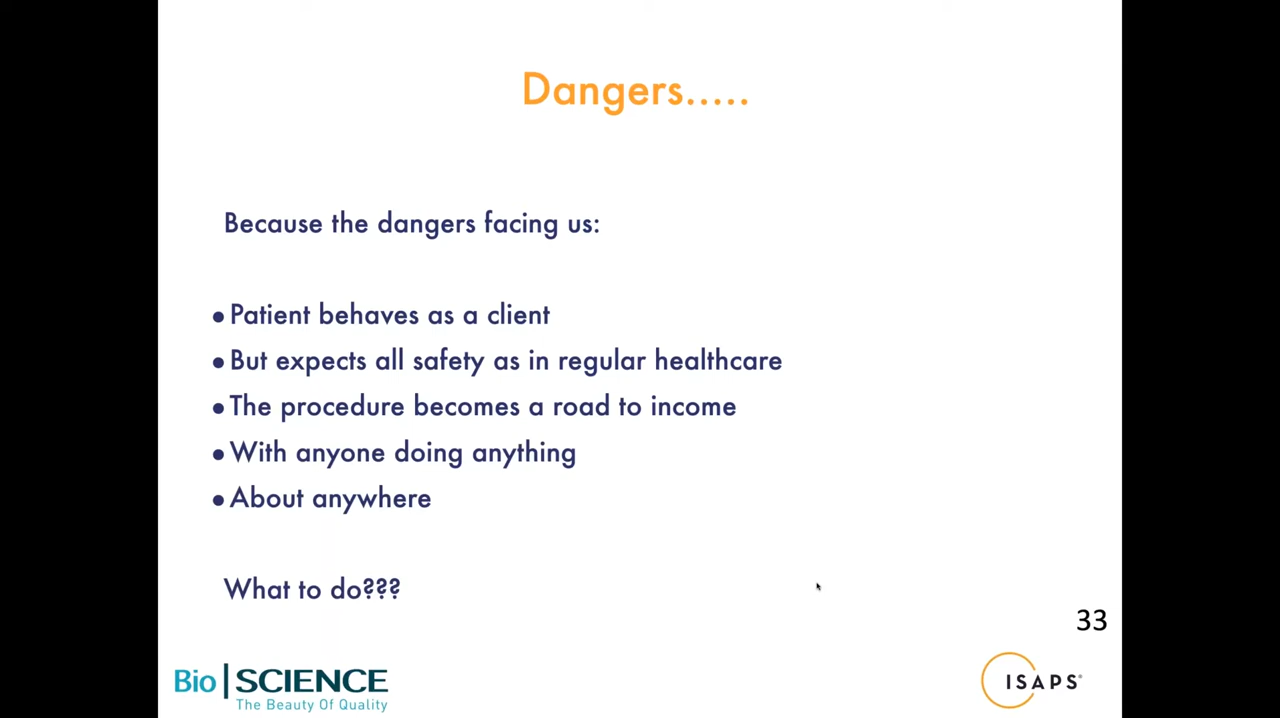 Dangers.....
Because the dangers facing us:
•Patient behaves as a client
•But expects all safety as in regular healthcare
•The procedure becomes a road to income
•With anyone doing anything
•About anywhere
What to do???
33
Bio|SCIENCE
The Beauty Of Quality
ISAPS®